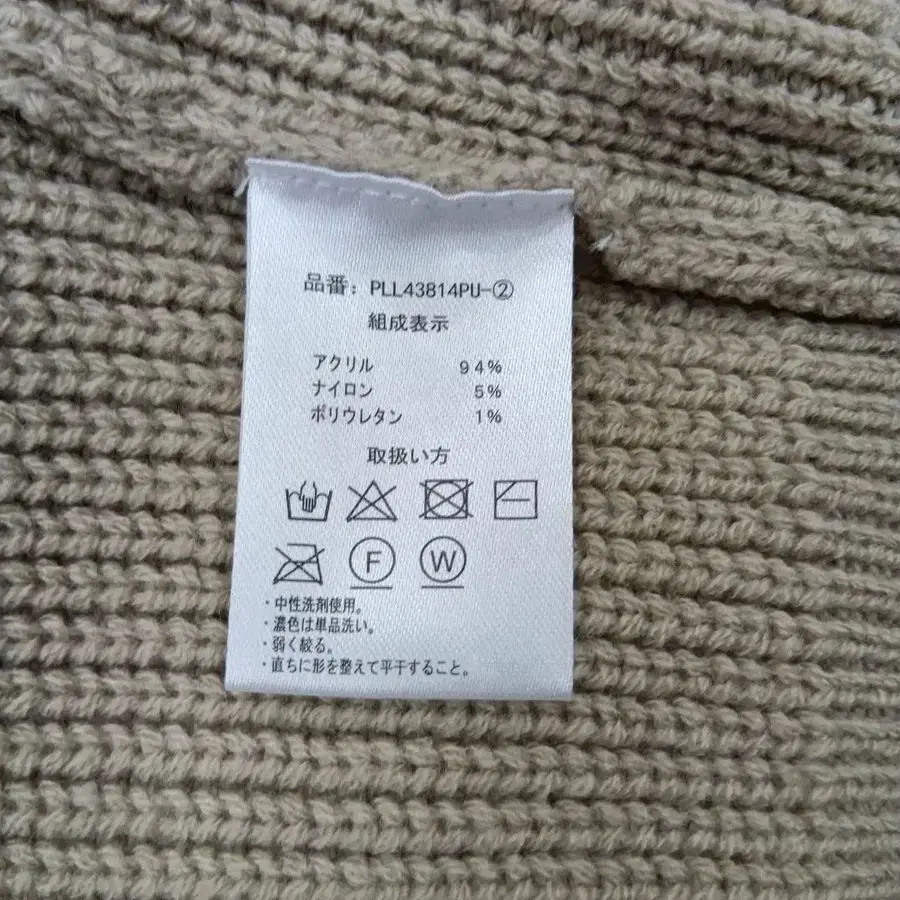 品番: PLL43814PU-②
組成表示
アクリル 94%
ナイロン 5%
ポリウレタン 1%
取扱い方
F W
・中性洗剤使用。
・濃色は単品洗い。
・弱く絞る。
・直ちに形を整えて平干すること。